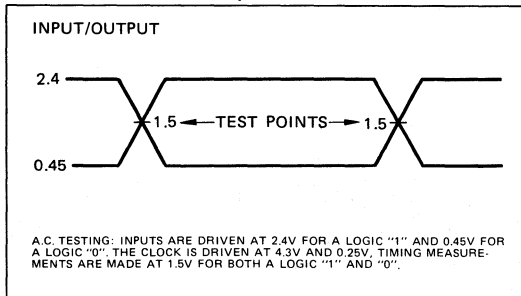 INPUT/OUTPUT
2.4
1.5 TEST POINTS 1.5
0.45
A.C. TESTING: INPUTS ARE DRIVEN AT 2.4V FOR A LOGIC "1" AND 0.45V FOR
A LOGIC "0". THE CLOCK IS DRIVEN AT 4.3V AND 0.25V, TIMING MEASURE-
MENTS ARE MADE AT 1.5V FOR BOTH A LOGIC "1" AND "0".